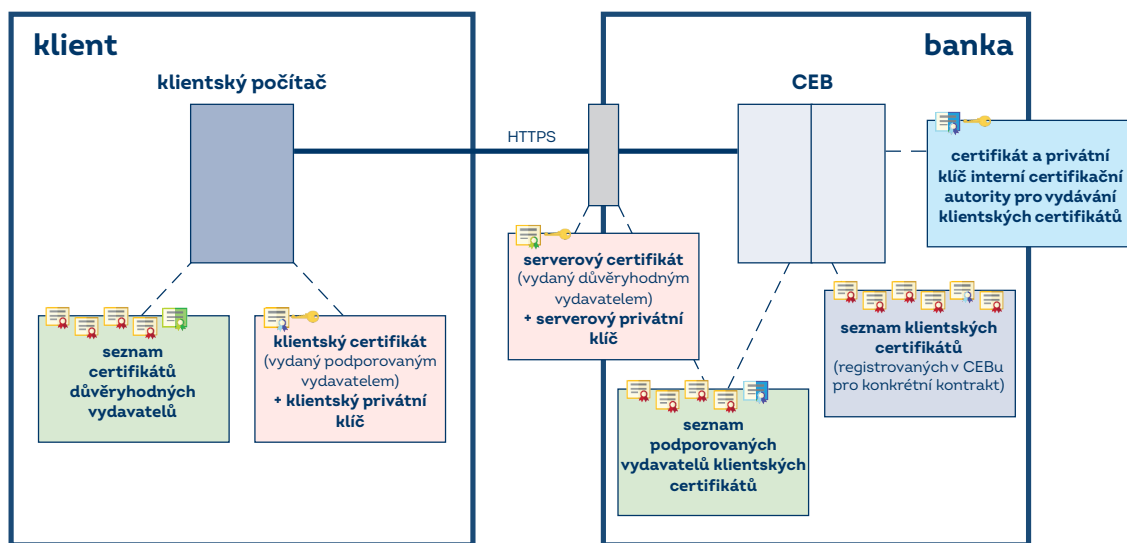 klient
klientský počítač
seznam
certifikátů
důvěryhodných
vydavatelů
klientský certifikát
(vydaný podporovaným
vydavatelem)
+ klientský privátní
klíč
HTTPS
banka
CEB
certifikát a privátní
klíč interní certifikační
autority pro vydávání
klientských certifikátů
serverový certifikát
(vydaný důvěryhodným
vydavatelem)
+ serverový privátní
klíč
seznam klientských
certifikátů
(registrovaných v CEBu
pro konkrétní kontrakt)
seznam
podporovaných
vydavatelů klientských
certifikátů